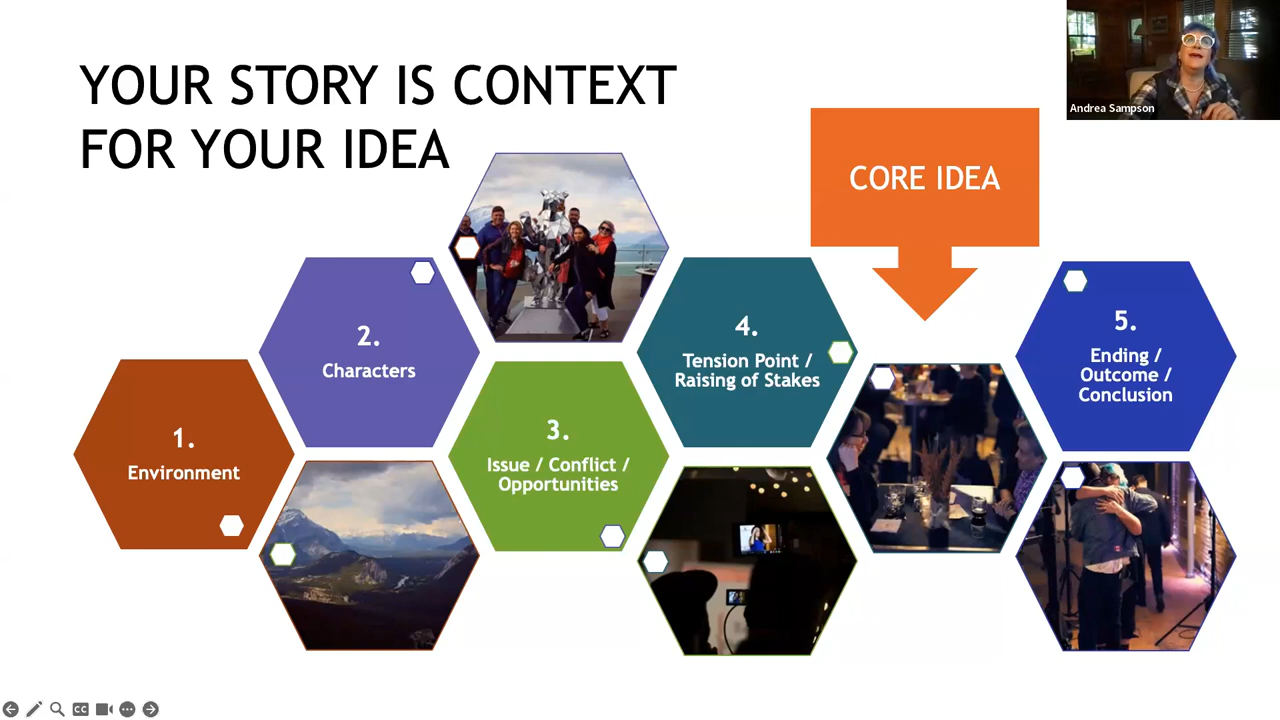 YOUR STORY IS CONTEXT
FOR YOUR IDEA
Andrea Sampson
CORE IDEA
1.
Environment
2.
Characters
3.
Issue / Conflict /
Opportunities
4.
Tension Point /
Raising of Stakes
5.
Ending /
Outcome /
Conclusion
CC